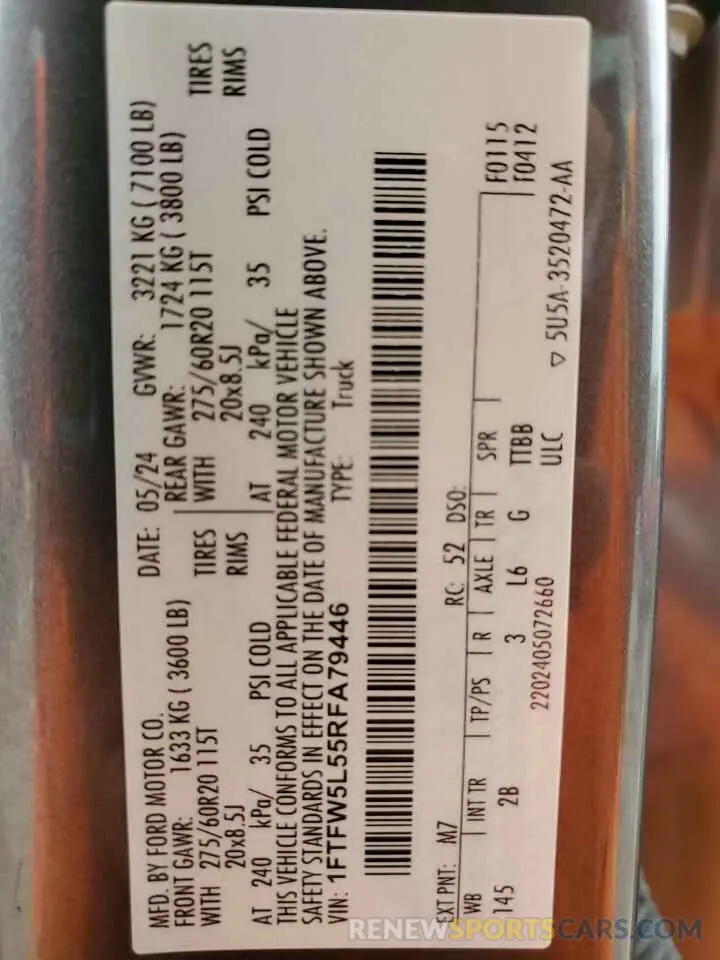 MFD. BY FORD MOTOR CO. DATE: 05/24 GVWR: 3221 KG ( 7100 LB)
FRONT GAWR: 1633 KG ( 3600 LB) REAR GAWR: 1724 KG ( 3800 LB)
WITH 275/60R20 115T TIRES WITH 275/60R20 115T TIRES
20x8.5J RIMS 20x8.5J RIMS
AT 240 kPa/ 35 PSI COLD AT 240 kPa/ 35 PSI COLD
THIS VEHICLE CONFORMS TO ALL APPLICABLE FEDERAL MOTOR VEHICLE
SAFETY STANDARDS IN EFFECT ON THE DATE OF MANUFACTURE SHOWN ABOVE.
VIN: 1FTFW5L55RFA79446 TYPE: Truck
EXT PNT: M7 RC: 52 DSO:
WB INT TR TP/PS R AXLE TR SPR F0115
145 2B 3 L6 G TTBB F0412
2202405072660 ULC ▽ 5U5A-3520472-AA
RENEWSPORTSCARS.COM